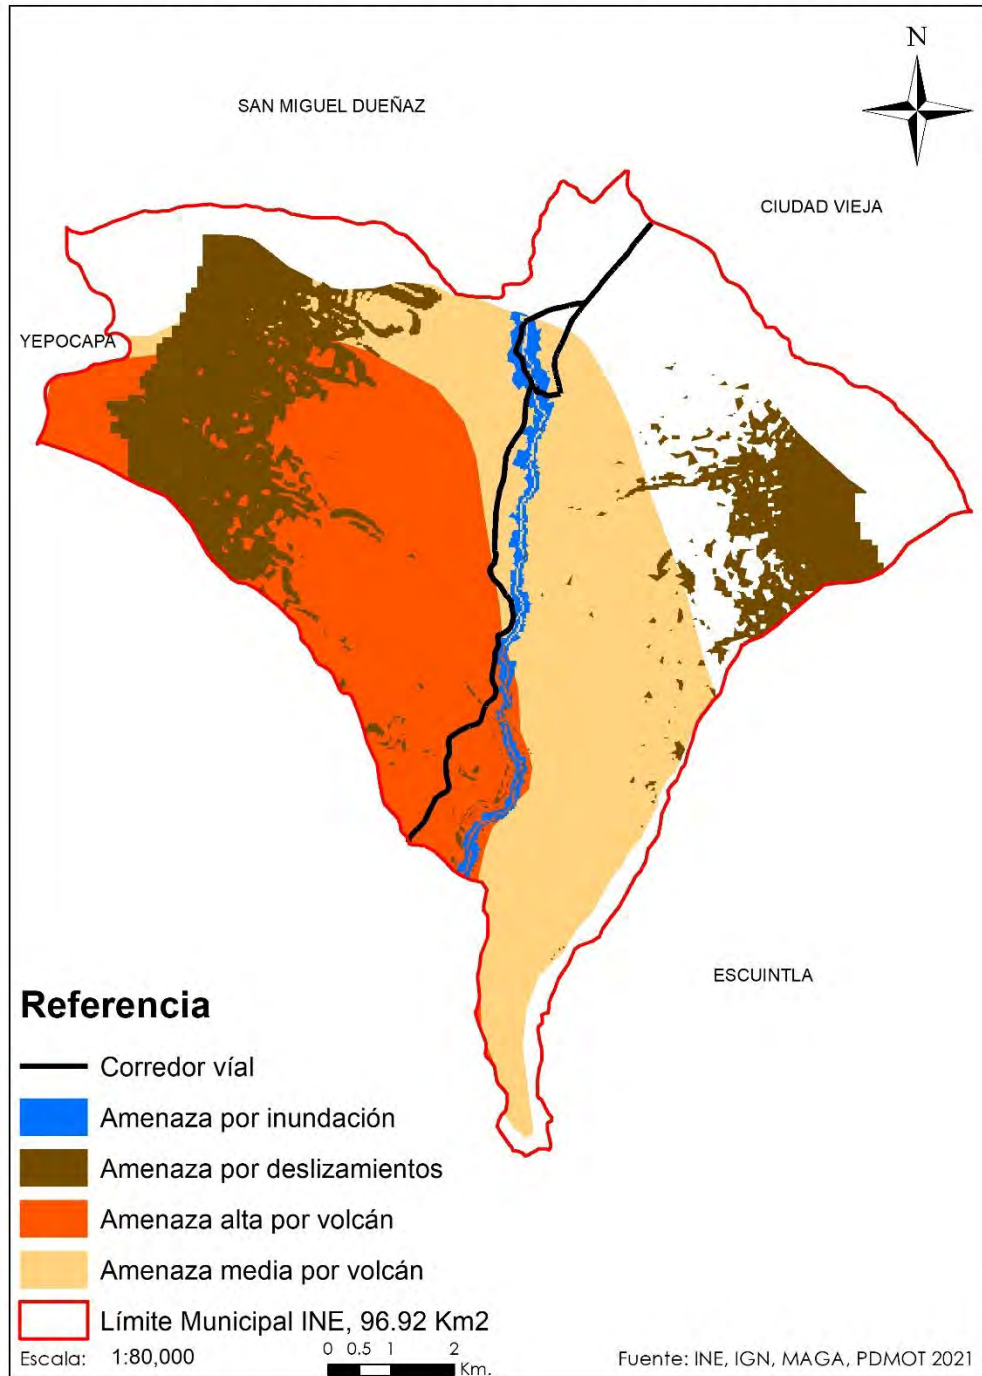 N
SAN MIGUEL DUEÑAZ
CIUDAD VIEJA
YEPOCAPA
ESCUINTLA
Referencia
Corredor víal
Amenaza por inundación
Amenaza por deslizamientos
Amenaza alta por volcán
Amenaza media por volcán
Límite Municipal INE, 96.92 Km2
Escala: 1:80,000
0 0.5 1 2
Km.
Fuente: INE, IGN, MAGA, PDMOT 2021